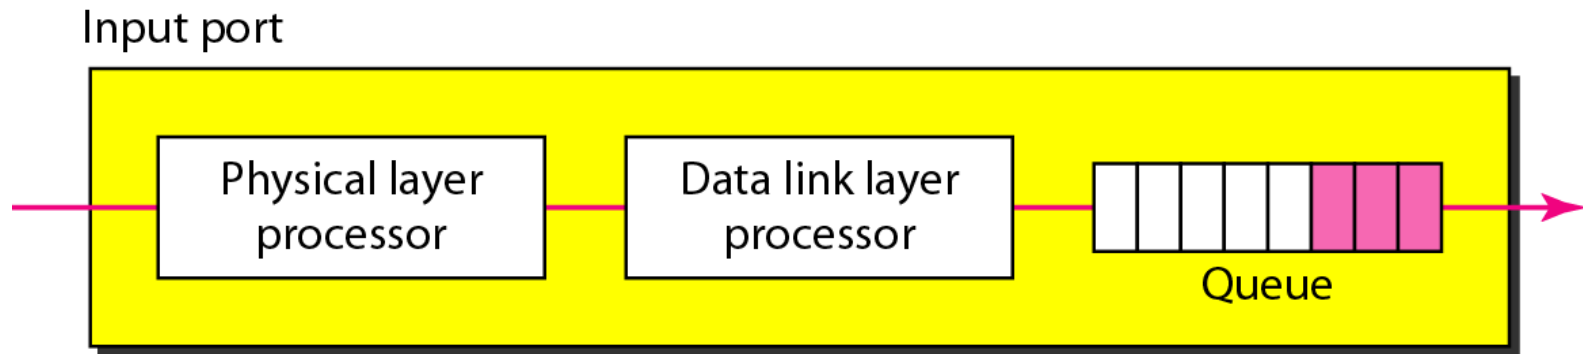 Input port
Physical layer
processor
Data link layer
processor
Queue